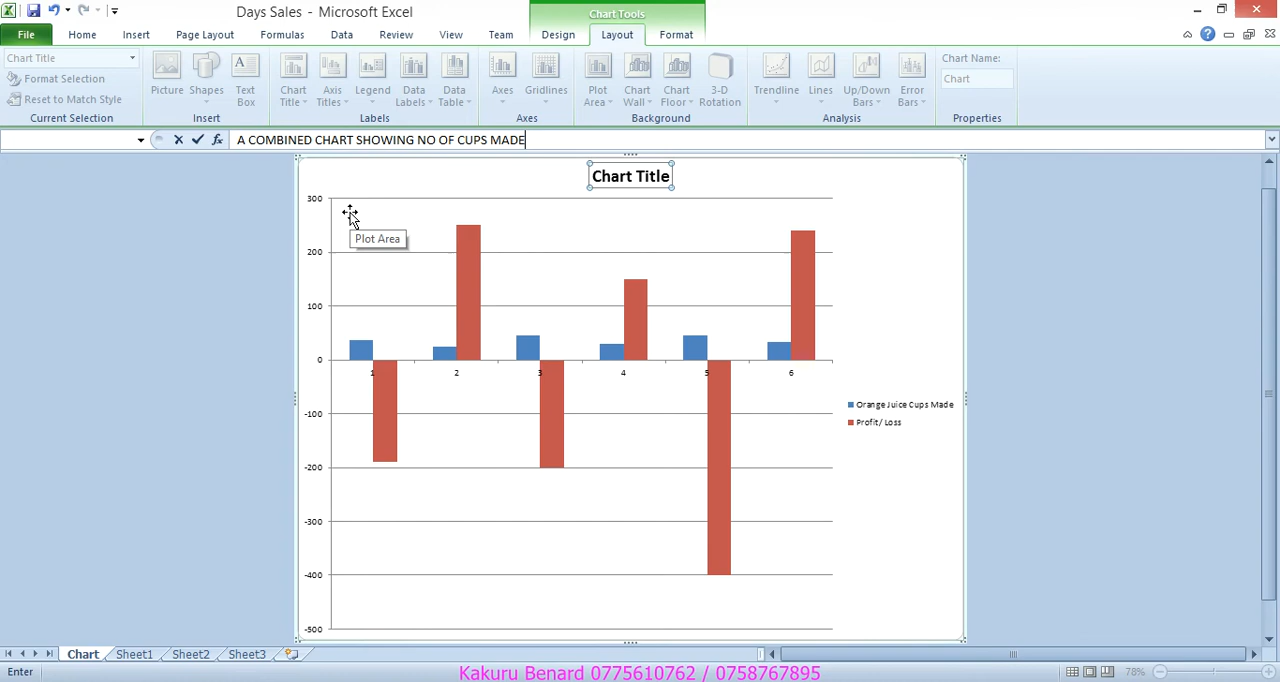 Days Sales - Microsoft Excel
Chart Tools
File Home Insert Page Layout Formulas Data Review View Team Design Layout Format
Chart Title
Format Selection
Reset to Match Style
Current Selection
Picture
Shapes
Text Box
Insert
Chart Title
Axis Titles
Legend
Data Labels
Data Table
Labels
Axes
Gridlines
Axes
Plot Area
Chart Wall
Chart Floor
3-D Rotation
Background
Trendline
Lines
Up/Down Bars
Error Bars
Analysis
Chart Name:
Chart
Properties
A COMBINED CHART SHOWING NO OF CUPS MADE
Chart Title
Plot Area
300
200
100
0
-100
-200
-300
-400
-500
1 2 3 4 5 6
Orange Juice Cups Made
Profit/ Loss
Chart Sheet1 Sheet2 Sheet3
Enter
Kakuru Benard 0775610762 / 0758767895
78%